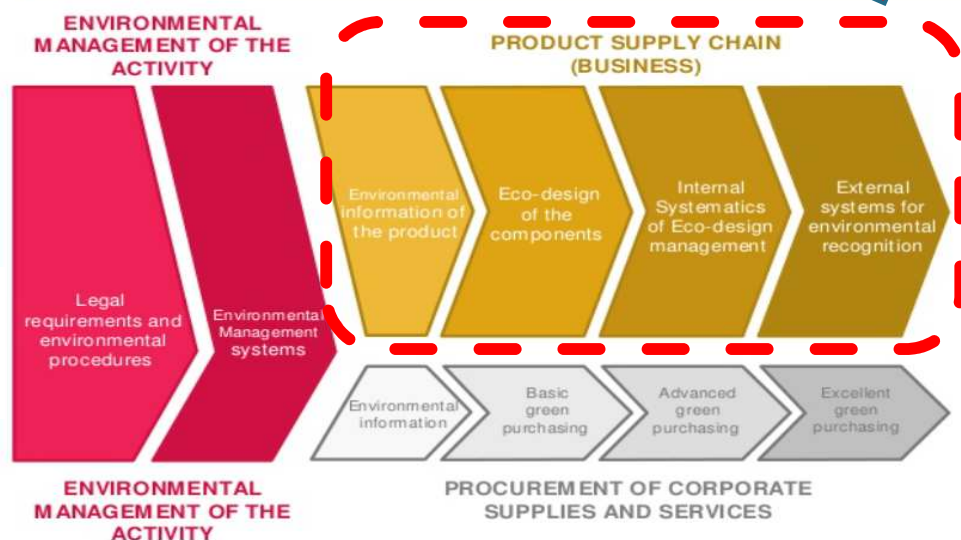 ENVIRONMENTAL
MANAGEMENT OF THE
ACTIVITY
PRODUCT SUPPLY CHAIN
(BUSINESS)
Legal
requirements and
environmental
procedures
Environmental
Management
systems
Environmental
information of
the product
Eco-design
of the
components
Internal
Systematics
of Eco-design
management
External
systems for
environmental
recognition
Environmental
information
Basic
green
purchasing
Advanced
green
purchasing
Excellent
green
purchasing
ENVIRONMENTAL
MANAGEMENT OF THE
ACTIVITY
PROCUREMENT OF CORPORATE
SUPPLIES AND SERVICES